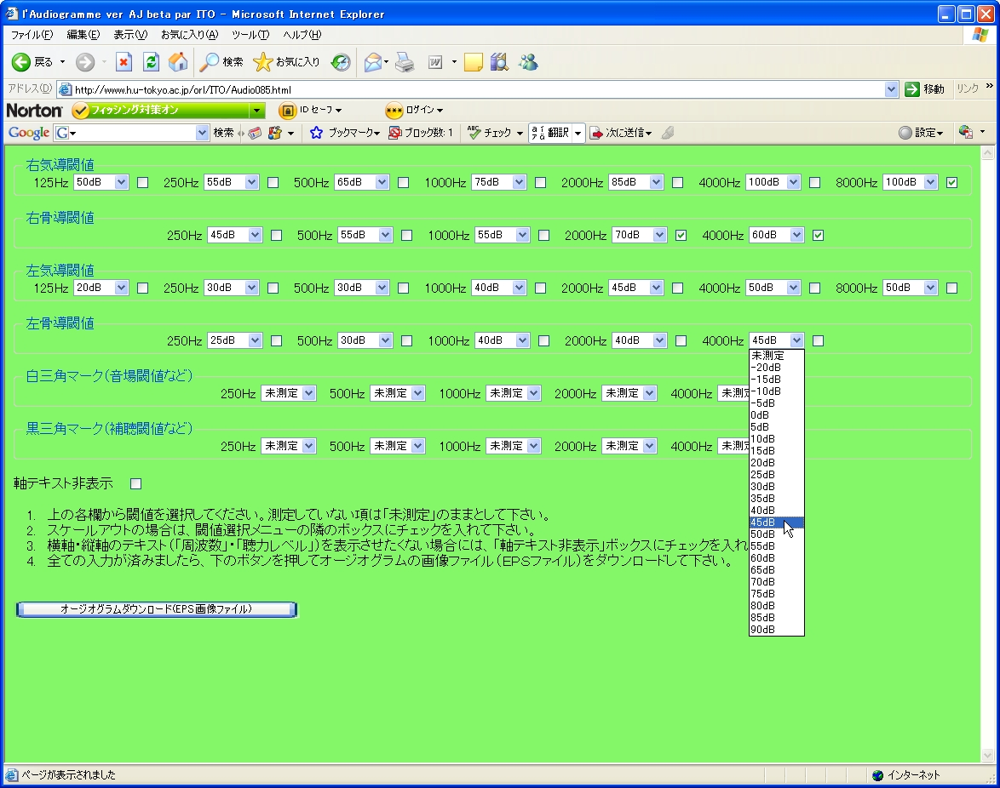 l'Audiogramme ver AJ beta par ITO - Microsoft Internet Explorer
ファイル(F) 編集(E) 表示(V) お気に入り(A) ツール(T) ヘルプ(H)
戻る 検索 お気に入り
アドレス(D) http://www.h.u-tokyo.ac.jp/orl/ITO/Audio085.html 移動 リンク »
Norton フィッシング対策オン ID セーフ ログイン
Google G 検索 ブックマーク ブロック数: 1 ABC チェック 翻訳 次に送信 設定
右気導閾値
125Hz 50dB 250Hz 55dB 500Hz 65dB 1000Hz 75dB 2000Hz 85dB 4000Hz 100dB 8000Hz 100dB
右骨導閾値
250Hz 45dB 500Hz 55dB 1000Hz 55dB 2000Hz 70dB 4000Hz 60dB
左気導閾値
125Hz 20dB 250Hz 30dB 500Hz 30dB 1000Hz 40dB 2000Hz 45dB 4000Hz 50dB 8000Hz 50dB
左骨導閾値
250Hz 25dB 500Hz 30dB 1000Hz 40dB 2000Hz 40dB 4000Hz 45dB
未測定
-20dB
-15dB
-10dB
-5dB
0dB
5dB
10dB
15dB
20dB
25dB
30dB
35dB
40dB
45dB
50dB
55dB
60dB
65dB
70dB
75dB
80dB
85dB
90dB
白三角マーク(音場閾値など)
250Hz 未測定 500Hz 未測定 1000Hz 未測定 2000Hz 未測定 4000Hz 未測
黒三角マーク(補聴閾値など)
250Hz 未測定 500Hz 未測定 1000Hz 未測定 2000Hz 未測定 4000Hz 未測
軸テキスト非表示
1. 上の各欄から閾値を選択してください。測定していない項は「未測定」のままとして下さい。
2. スケールアウトの場合は、閾値選択メニューの隣のボックスにチェックを入れて下さい。
3. 横軸・縦軸のテキスト(「周波数」・「聴力レベル」)を表示させたくない場合には、「軸テキスト非表示」ボックスにチェックを入れ
4. 全ての入力が済みましたら、下のボタンを押してオージオグラムの画像ファイル(EPSファイル)をダウンロードして下さい。
オージオグラムダウンロード(EPS画像ファイル)
ページが表示されました インターネット